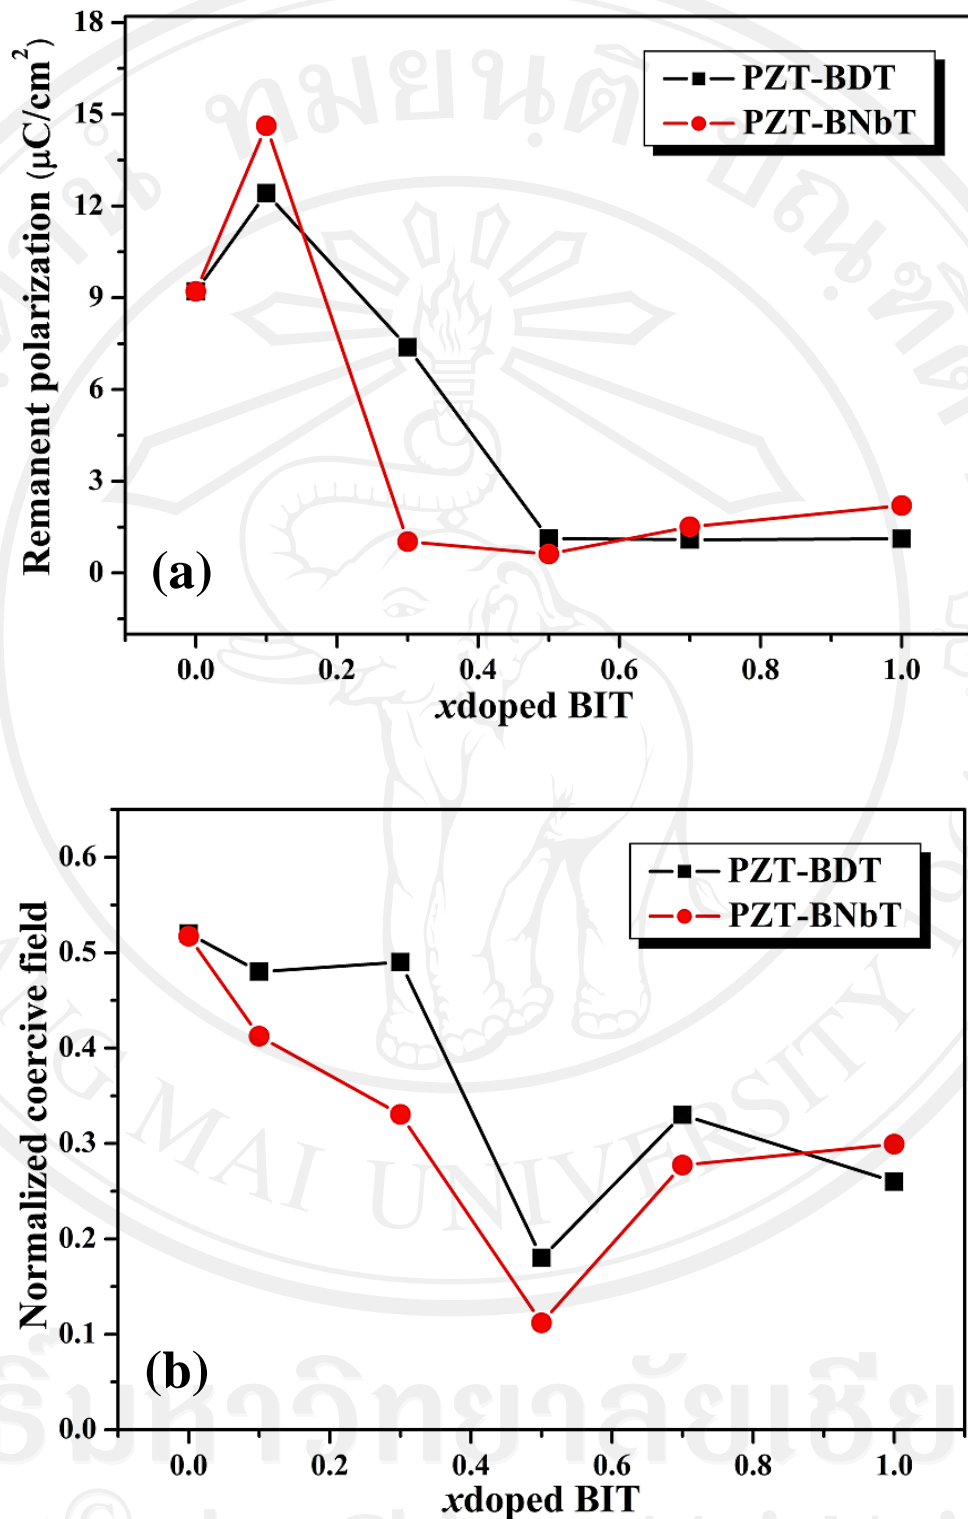 Remanent polarization (μC/cm²)
18
15
12
9
6
3
0
PZT-BDT
PZT-BNbT
(a)
0.0 0.2 0.4 0.6 0.8 1.0
xdoped BIT
Normalized coercive field
0.6
0.5
0.4
0.3
0.2
0.1
0.0
PZT-BDT
PZT-BNbT
(b)
0.0 0.2 0.4 0.6 0.8 1.0
xdoped BIT
MAI UNIVERSITY